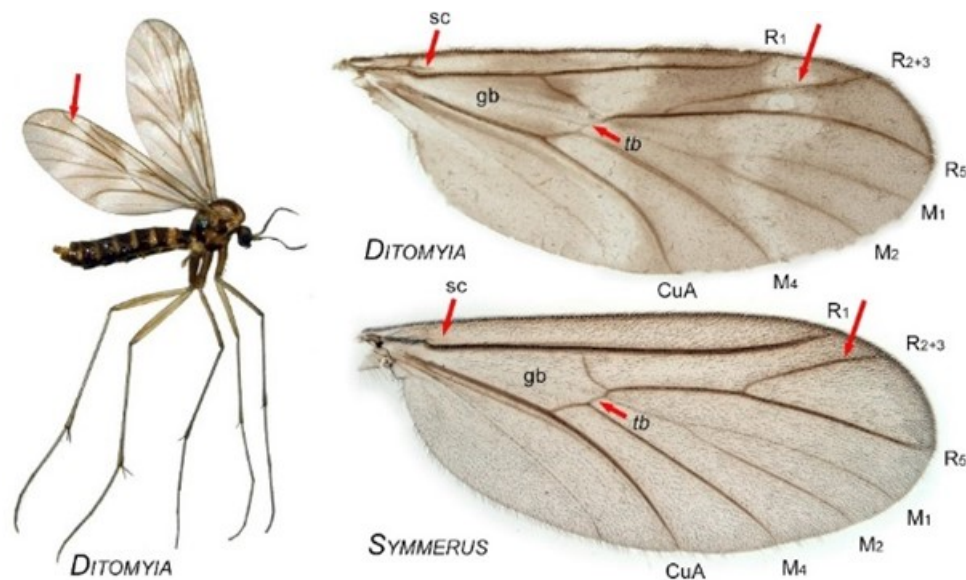 DITOMYIA
sc
gb
tb
R1
R2+3
R5
M1
M2
M4
CuA
DITOMYIA
sc
gb
tb
R1
R2+3
R5
M1
M2
M4
CuA
SYMMERUS